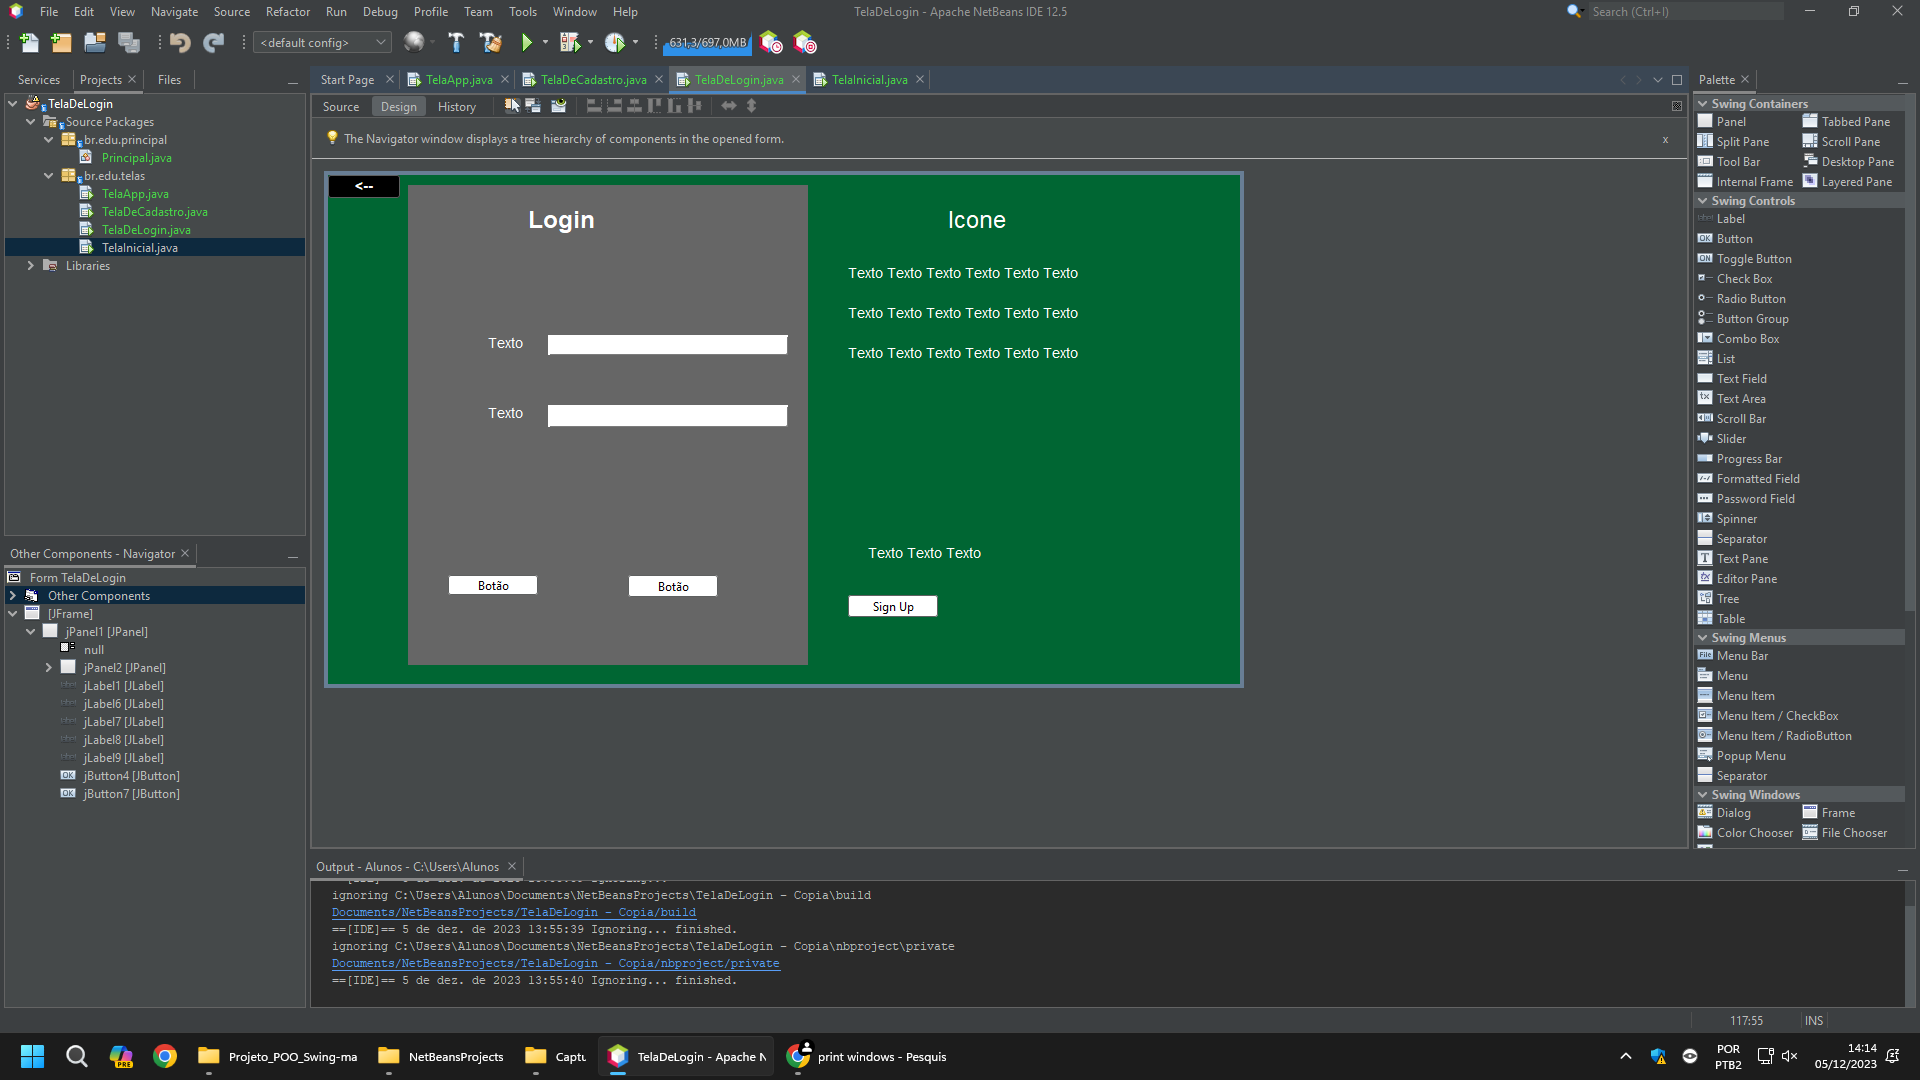 File Edit View Navigate Source Refactor Run Debug Profile Team Tools Window Help
TelaDeLogin - Apache NetBeans IDE 12.5
Search (Ctrl+I)
<default config>
631,3/697,0MB
Services Projects Files
Start Page TelaApp.java TelaDeCadastro.java TelaDeLogin.java TelaInicial.java
Palette
TelaDeLogin
Source Packages
br.edu.principal
Principal.java
br.edu.telas
TelaApp.java
TelaDeCadastro.java
TelaDeLogin.java
TelaInicial.java
Libraries
Source Design History
The Navigator window displays a tree hierarchy of components in the opened form.
x
<--
Login
Icone
Texto Texto Texto Texto Texto Texto
Texto Texto Texto Texto Texto Texto
Texto Texto Texto Texto Texto Texto
Texto
Texto
Texto Texto Texto
Botão
Botão
Sign Up
Swing Containers
Panel Tabbed Pane
Split Pane Scroll Pane
Tool Bar Desktop Pane
Internal Frame Layered Pane
Swing Controls
Label
Button
Toggle Button
Check Box
Radio Button
Button Group
Combo Box
List
Text Field
Text Area
Scroll Bar
Slider
Progress Bar
Formatted Field
Password Field
Spinner
Separator
Text Pane
Editor Pane
Tree
Table
Swing Menus
Menu Bar
Menu
Menu Item
Menu Item / CheckBox
Menu Item / RadioButton
Popup Menu
Separator
Swing Windows
Dialog Frame
Color Chooser File Chooser
Other Components - Navigator
Form TelaDeLogin
Other Components
[JFrame]
jPanel1 [JPanel]
null
jPanel2 [JPanel]
jLabel1 [JLabel]
jLabel6 [JLabel]
jLabel7 [JLabel]
jLabel8 [JLabel]
jLabel9 [JLabel]
jButton4 [JButton]
jButton7 [JButton]
Output - Alunos - C:\Users\Alunos
ignoring C:\Users\Alunos\Documents\NetBeansProjects\TelaDeLogin - Copia\build
Documents/NetBeansProjects/TelaDeLogin - Copia/build
==[IDE]== 5 de dez. de 2023 13:55:39 Ignoring... finished.
ignoring C:\Users\Alunos\Documents\NetBeansProjects\TelaDeLogin - Copia\nbproject\private
Documents/NetBeansProjects/TelaDeLogin - Copia/nbproject/private
==[IDE]== 5 de dez. de 2023 13:55:40 Ignoring... finished.
117:55 INS
Projeto_POO_Swing-ma
NetBeansProjects
Captu
TelaDeLogin - Apache N
print windows - Pesquis
POR
PTB2
14:14
05/12/2023